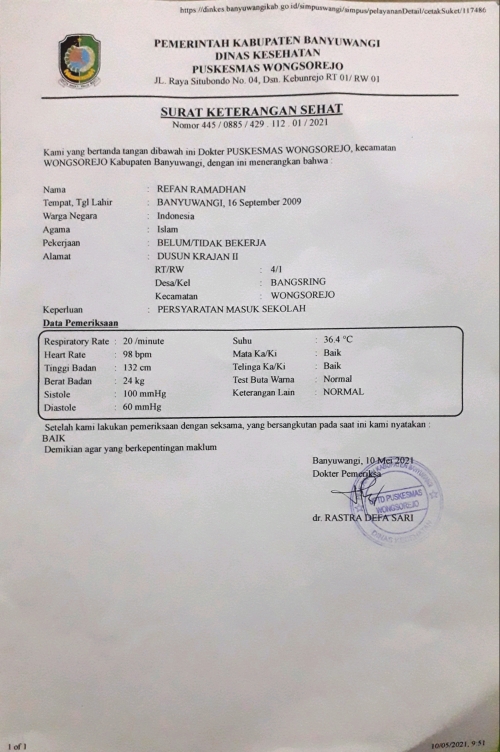 https://dinkes.banyuwangikab.go.id/simpuswangi/simpus/pelayananDetail/cetakSuket/117486
PEMERINTAH KABUPATEN BANYUWANGI
DINAS KESEHATAN
PUSKESMAS WONGSOREJO
JL. Raya Situbondo No. 04, Dsn. Kebunrejo RT 01/ RW 01
SURAT KETERANGAN SEHAT
Nomor 445 / 0885 / 429 . 112 . 01 / 2021
Kami yang bertanda tangan dibawah ini Dokter PUSKESMAS WONGSOREJO, kecamatan
WONGSOREJO Kabupaten Banyuwangi, dengan ini menerangkan bahwa :
Nama : REFAN RAMADHAN
Tempat, Tgl Lahir : BANYUWANGI, 16 September 2009
Warga Negara : Indonesia
Agama : Islam
Pekerjaan : BELUM/TIDAK BEKERJA
Alamat : DUSUN KRAJAN II
RT/RW : 4/1
Desa/Kel : BANGSRING
Kecamatan : WONGSOREJO
Keperluan : PERSYARATAN MASUK SEKOLAH
Data Pemeriksaan
Respiratory Rate : 20 /minute Suhu : 36.4 °C
Heart Rate : 98 bpm Mata Ka/Ki : Baik
Tinggi Badan : 132 cm Telinga Ka/Ki : Baik
Berat Badan : 24 kg Test Buta Warna : Normal
Sistole : 100 mmHg Keterangan Lain : NORMAL
Diastole : 60 mmHg
Setelah kami lakukan pemeriksaan dengan seksama, yang bersangkutan pada saat ini kami nyatakan :
BAIK
Demikian agar yang berkepentingan maklum
Banyuwangi, 10 Mei 2021
Dokter Pemeriksa
PUSKESMAS
WONGSOREJO
DINAS KESEHATAN
dr. RASTRA DEFA SARI
1 of 1
10/05/2021, 9.51